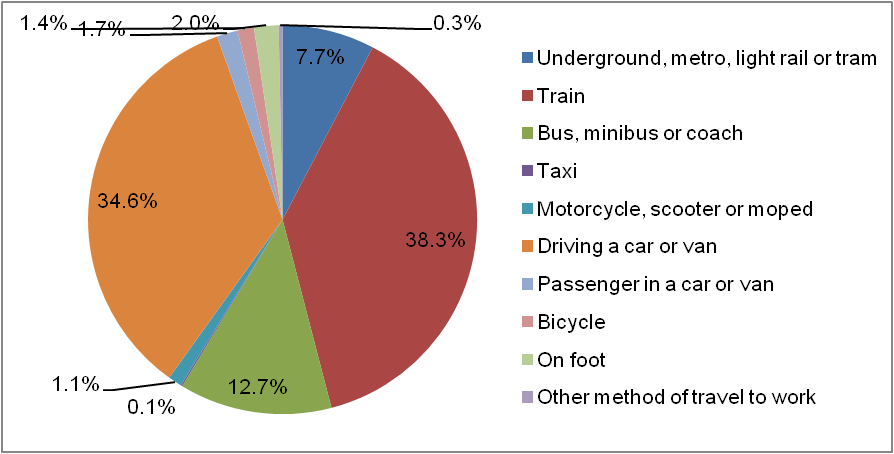 1.4%
1.7%
2.0%
0.3%
7.7%
34.6%
38.3%
12.7%
1.1%
0.1%
Underground, metro, light rail or tram
Train
Bus, minibus or coach
Taxi
Motorcycle, scooter or moped
Driving a car or van
Passenger in a car or van
Bicycle
On foot
Other method of travel to work